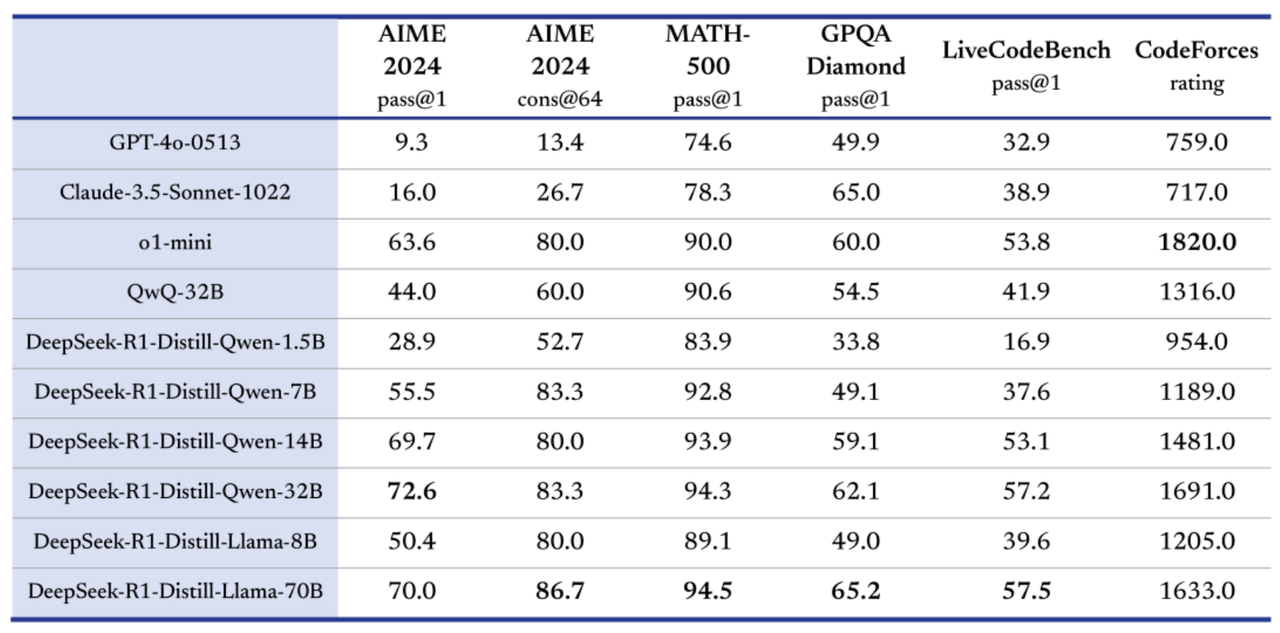 AIME 2024 pass@1 AIME 2024 cons@64 MATH-500 pass@1 GPQA Diamond pass@1 LiveCodeBench pass@1 CodeForces rating
GPT-4o-0513 9.3 13.4 74.6 49.9 32.9 759.0
Claude-3.5-Sonnet-1022 16.0 26.7 78.3 65.0 38.9 717.0
o1-mini 63.6 80.0 90.0 60.0 53.8 1820.0
QwQ-32B 44.0 60.0 90.6 54.5 41.9 1316.0
DeepSeek-R1-Distill-Qwen-1.5B 28.9 52.7 83.9 33.8 16.9 954.0
DeepSeek-R1-Distill-Qwen-7B 55.5 83.3 92.8 49.1 37.6 1189.0
DeepSeek-R1-Distill-Qwen-14B 69.7 80.0 93.9 59.1 53.1 1481.0
DeepSeek-R1-Distill-Qwen-32B 72.6 83.3 94.3 62.1 57.2 1691.0
DeepSeek-R1-Distill-Llama-8B 50.4 80.0 89.1 49.0 39.6 1205.0
DeepSeek-R1-Distill-Llama-70B 70.0 86.7 94.5 65.2 57.5 1633.0